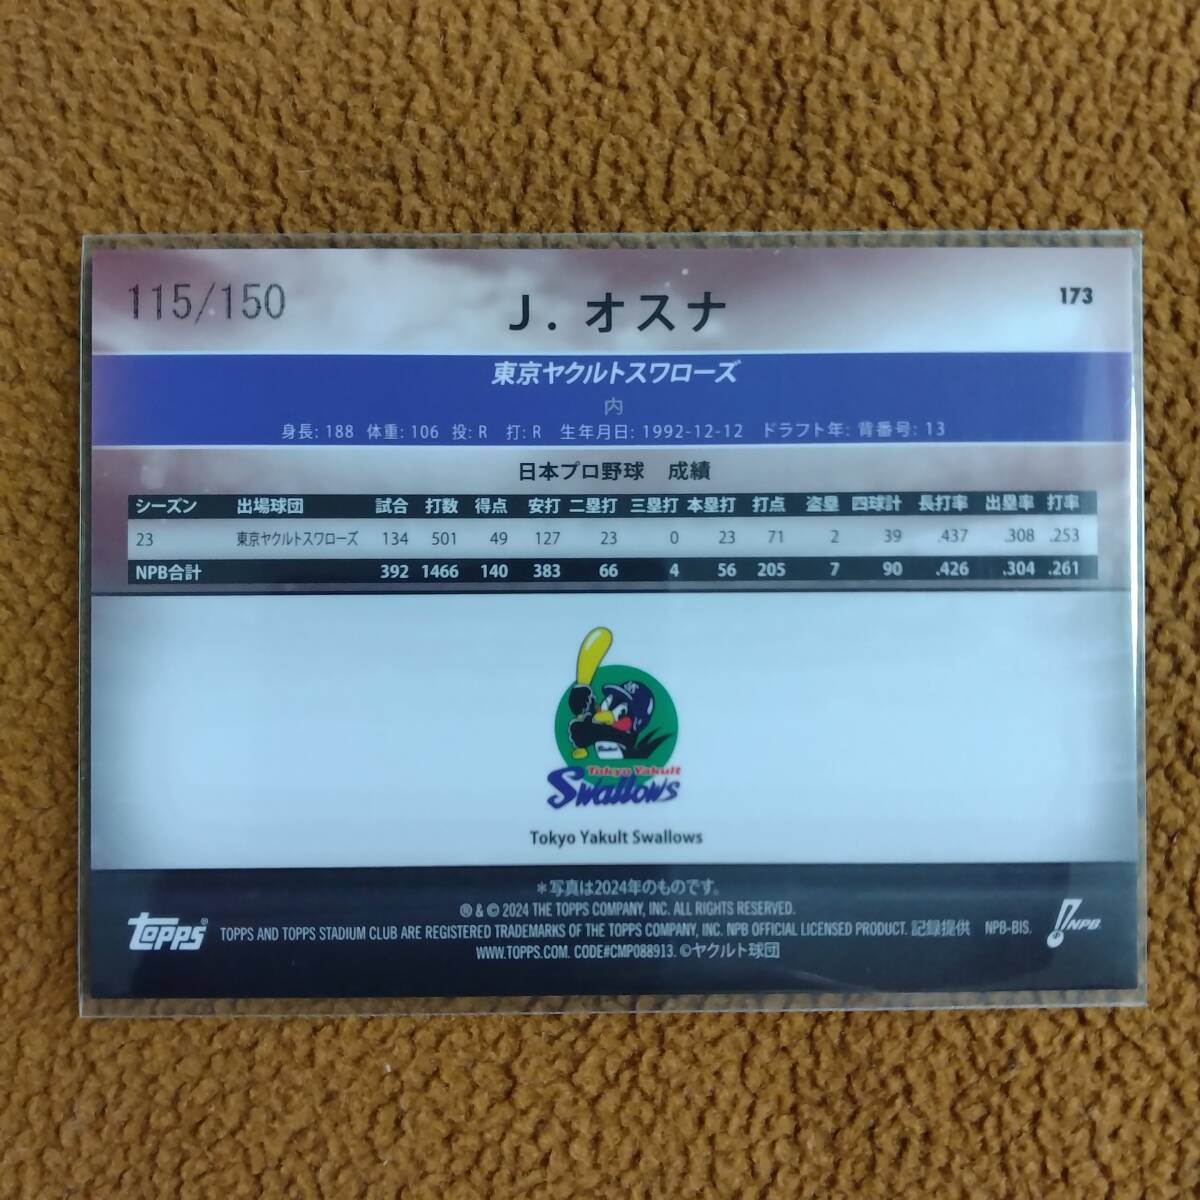 115/150
J. オスナ
173
東京ヤクルトスワローズ
内
身長: 188 体重: 106 投: R 打: R 生年月日: 1992-12-12 ドラフト年: 背番号: 13
日本プロ野球 成績
シーズン 出場球団 試合 打数 得点 安打 二塁打 三塁打 本塁打 打点 盗塁 四球計 長打率 出塁率 打率
23 東京ヤクルトスワローズ 134 501 49 127 23 0 23 71 2 39 .437 .308 .253
NPB合計 392 1466 140 383 66 4 56 205 7 90 .426 .304 .261
Tokyo Yakult
Swallows
Tokyo Yakult Swallows
＊写真は2024年のものです。
® & © 2024 THE TOPPS COMPANY, INC. ALL RIGHTS RESERVED.
topps® TOPPS AND TOPPS STADIUM CLUB ARE REGISTERED TRADEMARKS OF THE TOPPS COMPANY, INC. NPB OFFICIAL LICENSED PRODUCT. 記録提供 NPB-BIS. NPB
WWW.TOPPS.COM. CODE#CMP088913. ©ヤクルト球団